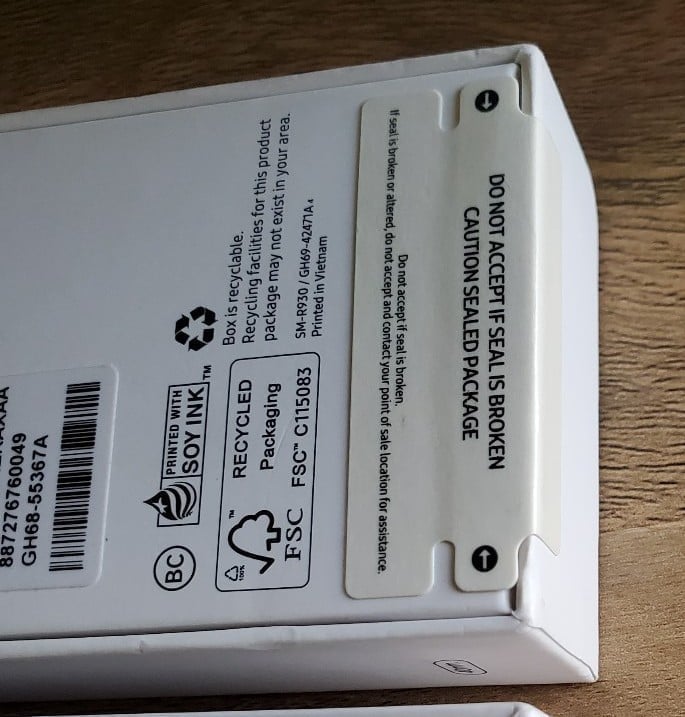 887276760049
GH68-55367A
BC
PRINTED WITH
SOY INK™
100%
FSC
™
RECYCLED
Packaging
FSC™ C115083
Box is recyclable.
Recycling facilities for this product
package may not exist in your area.
SM-R930 / GH69-42471A
Printed in Vietnam
Do not accept if seal is broken.
If seal is broken or altered, do not accept and contact your point of sale location for assistance.
DO NOT ACCEPT IF SEAL IS BROKEN
CAUTION SEALED PACKAGE